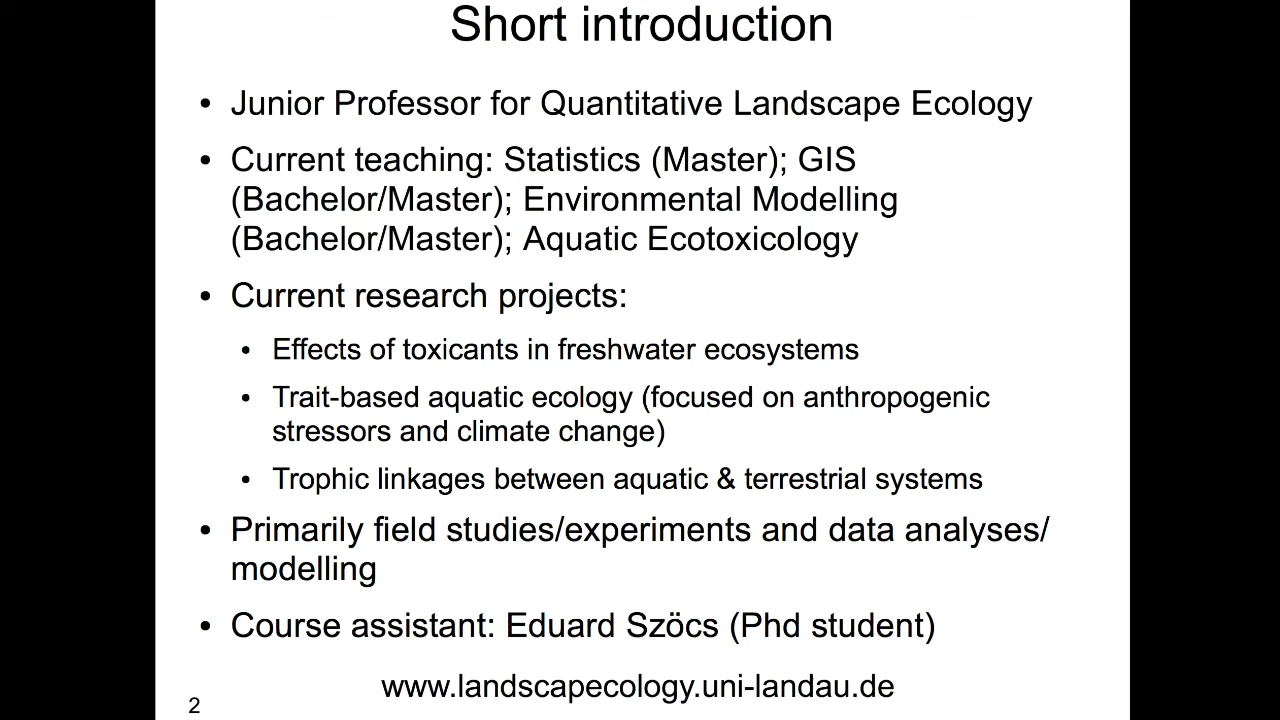 Short introduction
• Junior Professor for Quantitative Landscape Ecology
• Current teaching: Statistics (Master); GIS
(Bachelor/Master); Environmental Modelling
(Bachelor/Master); Aquatic Ecotoxicology
• Current research projects:
• Effects of toxicants in freshwater ecosystems
• Trait-based aquatic ecology (focused on anthropogenic
stressors and climate change)
• Trophic linkages between aquatic & terrestrial systems
• Primarily field studies/experiments and data analyses/
modelling
• Course assistant: Eduard Szöcs (Phd student)
www.landscapecology.uni-landau.de
2